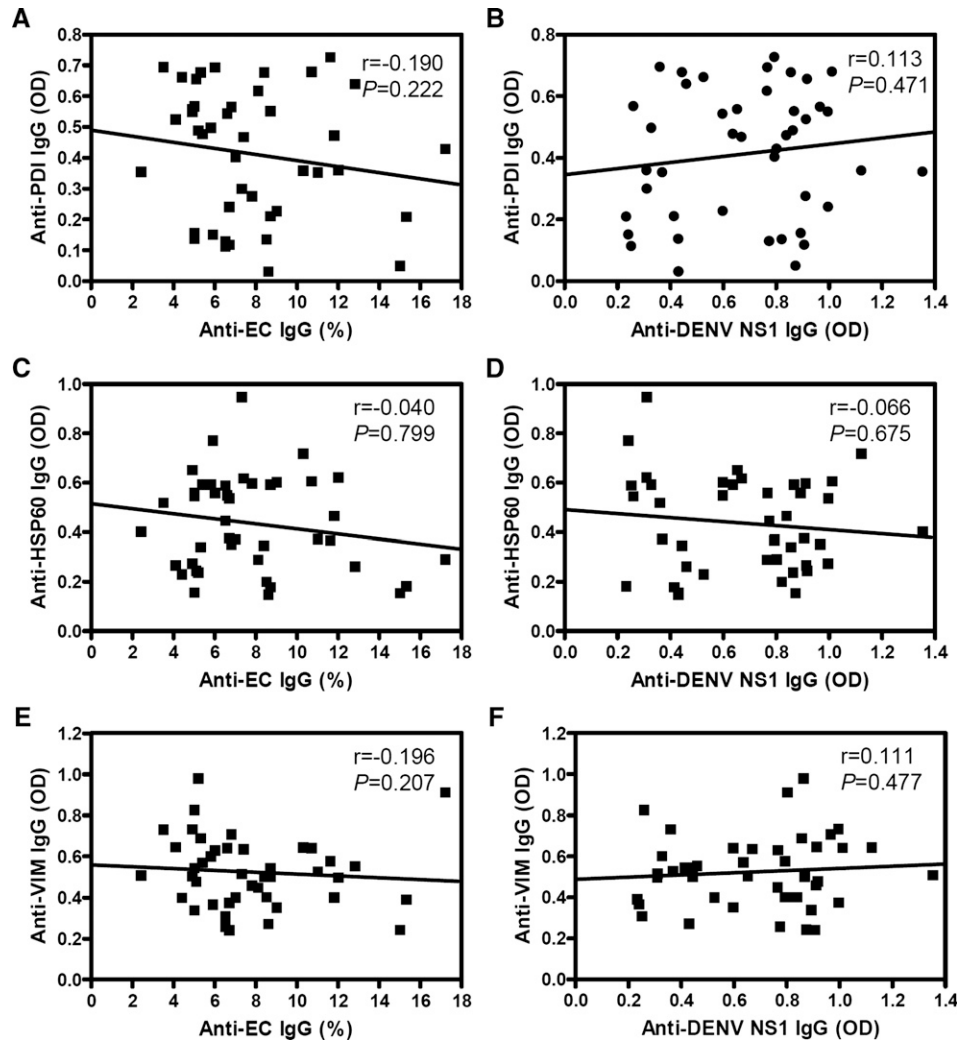 A
r=-0.190
P=0.222
Anti-PDI IgG (OD)
0.8
0.7
0.6
0.5
0.4
0.3
0.2
0.1
0.0
0 2 4 6 8 10 12 14 16 18
Anti-EC IgG (%)
B
r=0.113
P=0.471
Anti-PDI IgG (OD)
0.8
0.7
0.6
0.5
0.4
0.3
0.2
0.1
0.0
0.0 0.2 0.4 0.6 0.8 1.0 1.2 1.4
Anti-DENV NS1 IgG (OD)
C
r=-0.040
P=0.799
Anti-HSP60 IgG (OD)
1.0
0.8
0.6
0.4
0.2
0.0
0 2 4 6 8 10 12 14 16 18
Anti-EC IgG (%)
D
r=-0.066
P=0.675
Anti-HSP60 IgG (OD)
1.0
0.8
0.6
0.4
0.2
0.0
0.0 0.2 0.4 0.6 0.8 1.0 1.2 1.4
Anti-DENV NS1 IgG (OD)
E
r=-0.196
P=0.207
Anti-VIM IgG (OD)
1.2
1.0
0.8
0.6
0.4
0.2
0.0
0 2 4 6 8 10 12 14 16 18
Anti-EC IgG (%)
F
r=0.111
P=0.477
Anti-VIM IgG (OD)
1.2
1.0
0.8
0.6
0.4
0.2
0.0
0.0 0.2 0.4 0.6 0.8 1.0 1.2 1.4
Anti-DENV NS1 IgG (OD)